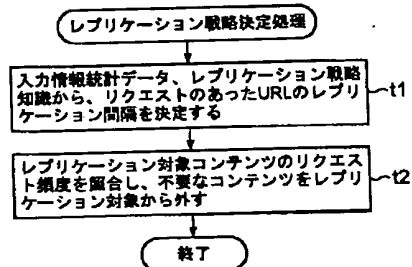 レプリケーション戦略決定処理
入力情報統計データ、レプリケーション戦略
知識から、リクエストのあったURLのレプリ
ケーション間隔を決定する
t1
レプリケーション対象コンテンツのリクエス
ト頻度を照合し、不要なコンテンツをレプリ
ケーション対象から外す
t2
終了